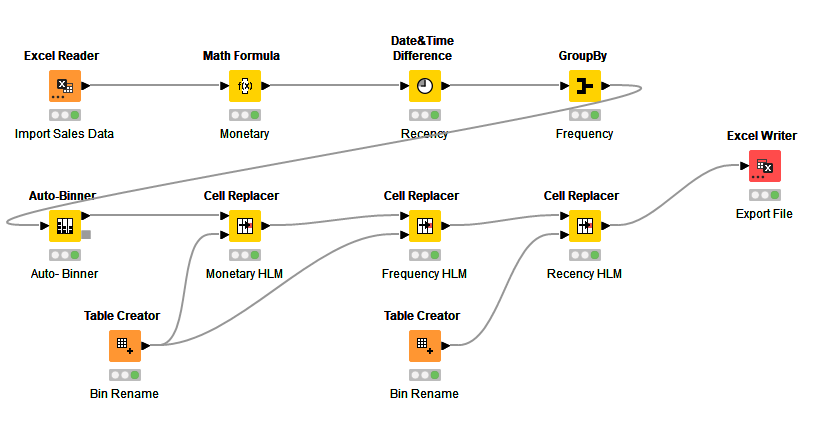 Date&Time
Excel Reader
Math Formula
Difference
GroupBy
f(x)
Import Sales Data
Monetary
Recency
Frequency
Excel Writer
Auto-Binner
Cell Replacer
Cell Replacer
Cell Replacer
Export File
Auto- Binner
Monetary HLM
Frequency HLM
Recency HLM
Table Creator
Table Creator
Bin Rename
Bin Rename